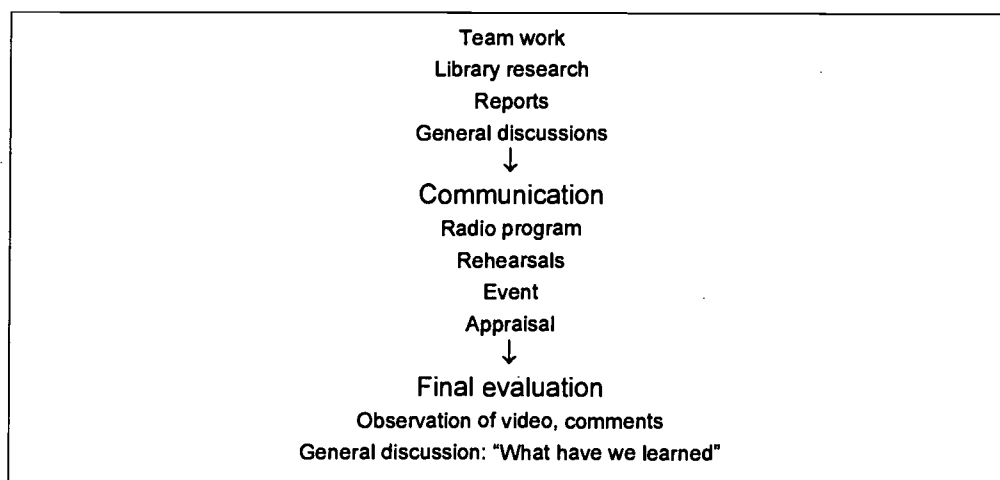 Team work
Library research
Reports
General discussions
↓
Communication
Radio program
Rehearsals
Event
Appraisal
↓
Final evaluation
Observation of video, comments
General discussion: "What have we learned"